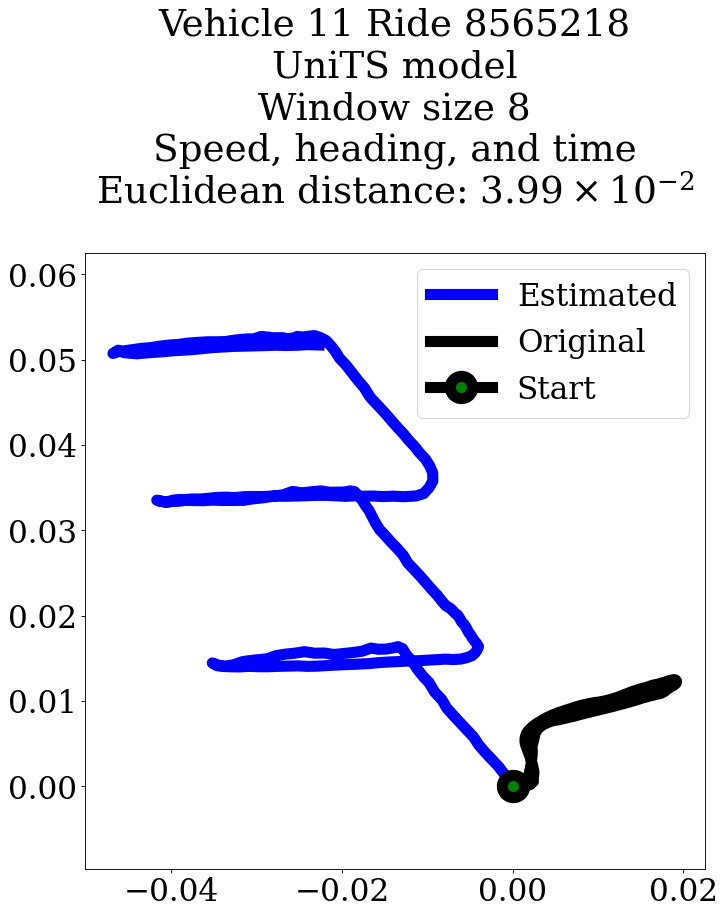 Vehicle 11 Ride 8565218
UniTS model
Window size 8
Speed, heading, and time
Euclidean distance: 3.99 × 10⁻²
Estimated
Original
Start
0.06
0.05
0.04
0.03
0.02
0.01
0.00
−0.04 −0.02 0.00 0.02